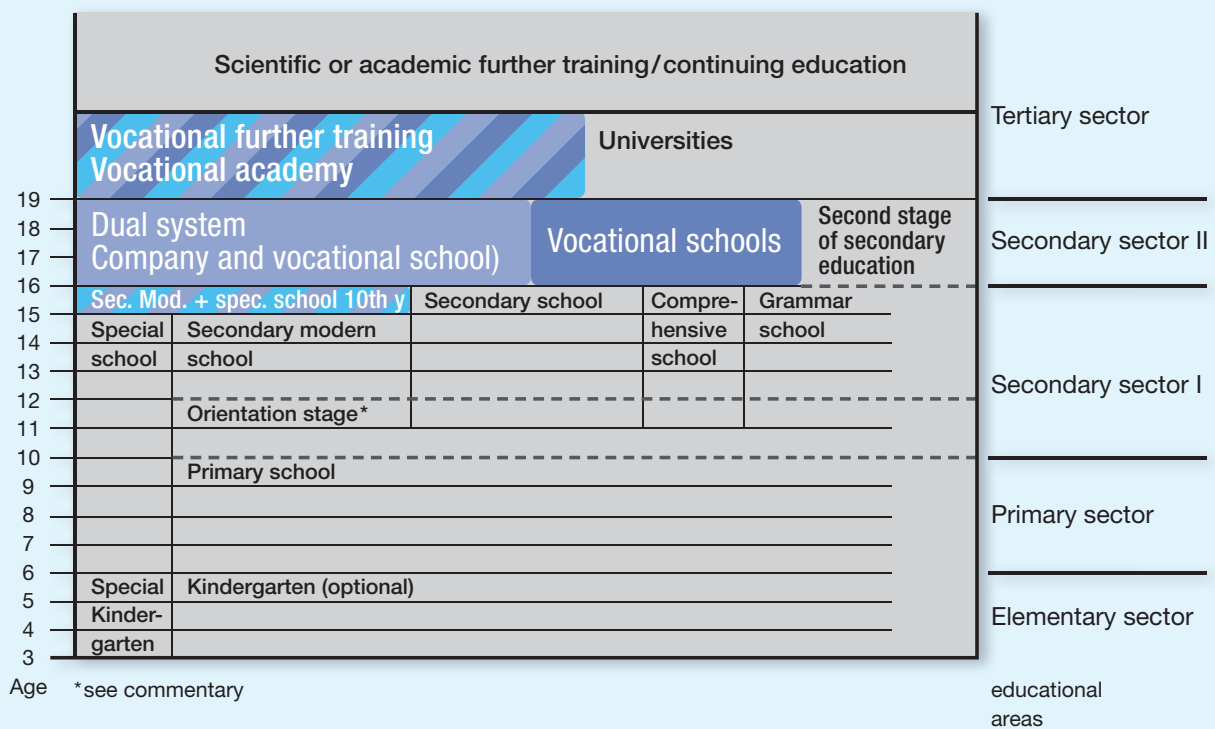 Scientific or academic further training/continuing education
Tertiary sector
Vocational further training
Vocational academy
Universities
19
18
17
16
15
14
13
12
11
10
9
8
7
6
5
4
3
Age
Dual system
Company and vocational school)
Vocational schools
Second stage
of secondary
education
Secondary sector II
Sec. Mod. + spec. school 10th y
Secondary school
Compre-
hensive
school
Grammar
school
Special
school
Secondary modern
school
Secondary sector I
Orientation stage*
Primary school
Primary sector
Special
Kinder-
garten
Kindergarten (optional)
Elementary sector
*see commentary
educational
areas